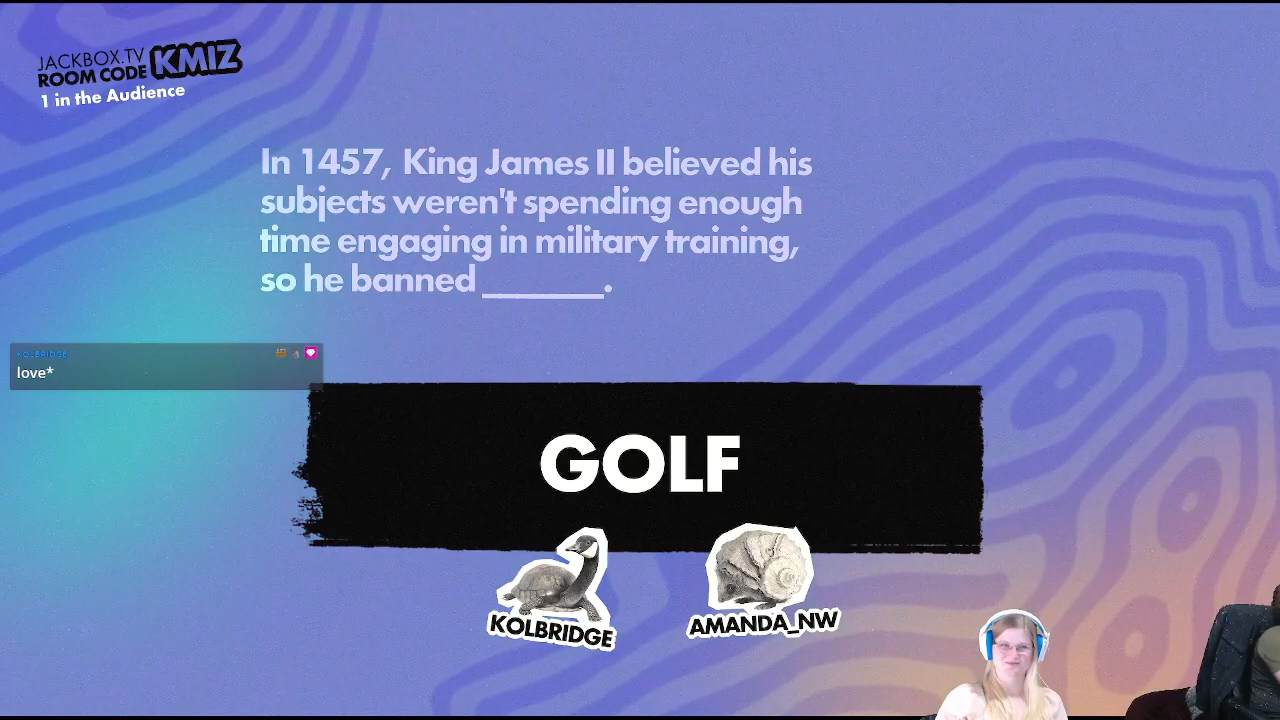 JACKBOX.TV
ROOM CODE KMIZ
1 in the Audience
In 1457, King James II believed his
subjects weren't spending enough
time engaging in military training,
so he banned ______.
KOLBRIDGE
love*
GOLF
KOLBRIDGE
AMANDA_NW